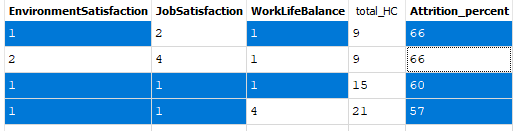 EnvironmentSatisfaction JobSatisfaction WorkLifeBalance total_HC Attrition_percent
1 2 1 9 66
2 4 1 9 66
1 1 1 15 60
1 1 4 21 57